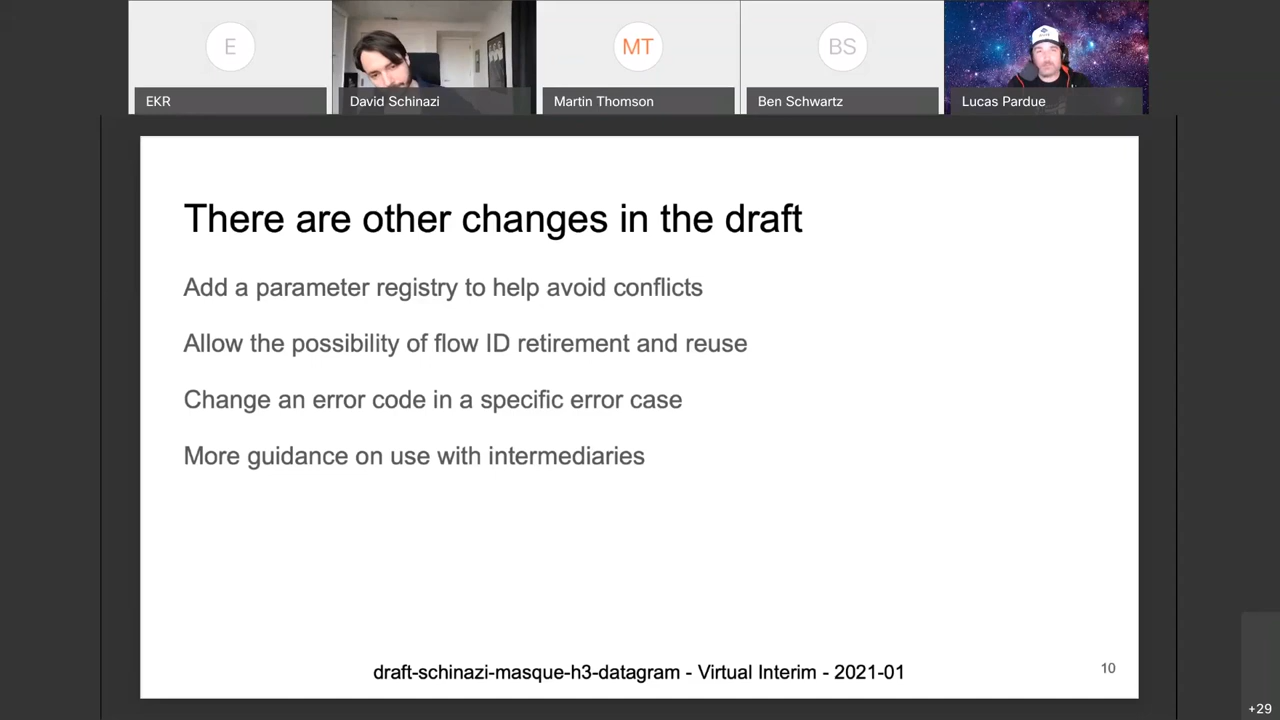 E
MT
BS
EKR
David Schinazi
Martin Thomson
Ben Schwartz
Lucas Pardue
There are other changes in the draft
Add a parameter registry to help avoid conflicts
Allow the possibility of flow ID retirement and reuse
Change an error code in a specific error case
More guidance on use with intermediaries
draft-schinazi-masque-h3-datagram - Virtual Interim - 2021-01
10
+29